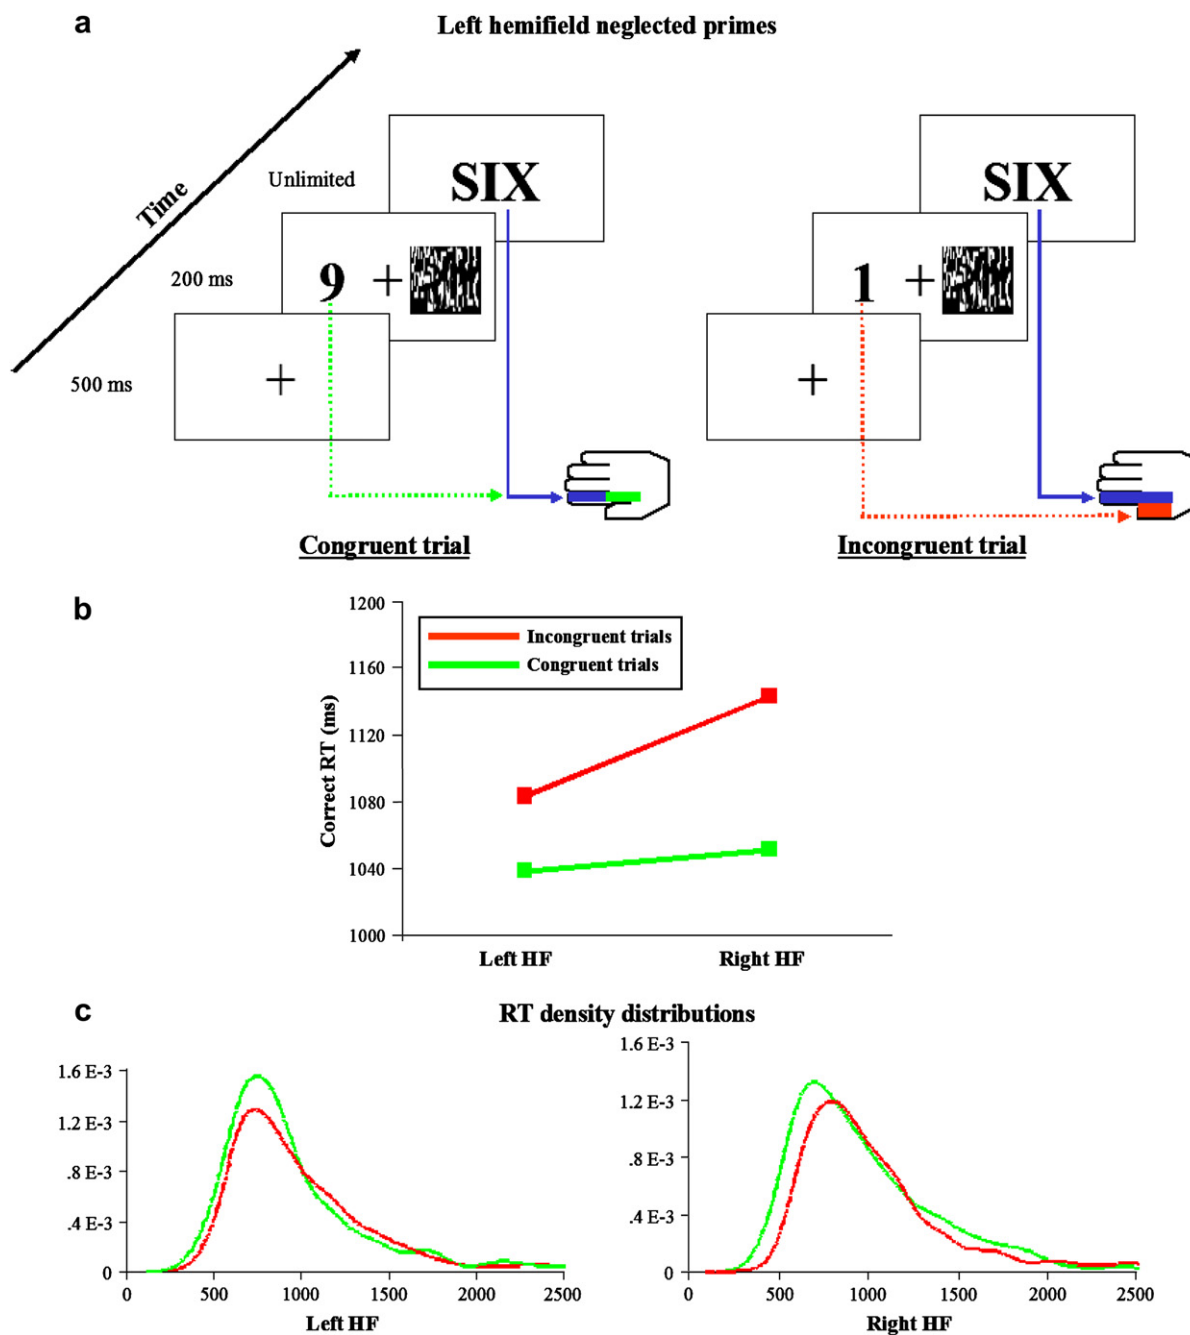 a
Left hemifield neglected primes
Time
Unlimited
SIX
SIX
200 ms
9 +
1 +
500 ms
+
+
Congruent trial
Incongruent trial
b
1200
1160
1120
1080
1040
1000
Correct RT (ms)
Incongruent trials
Congruent trials
Left HF
Right HF
c
RT density distributions
1.6 E-3
1.2 E-3
.8 E-3
.4 E-3
0
0 500 1000 1500 2000 2500
Left HF
1.6 E-3
1.2 E-3
.8 E-3
.4 E-3
0
0 500 1000 1500 2000 2500
Right HF